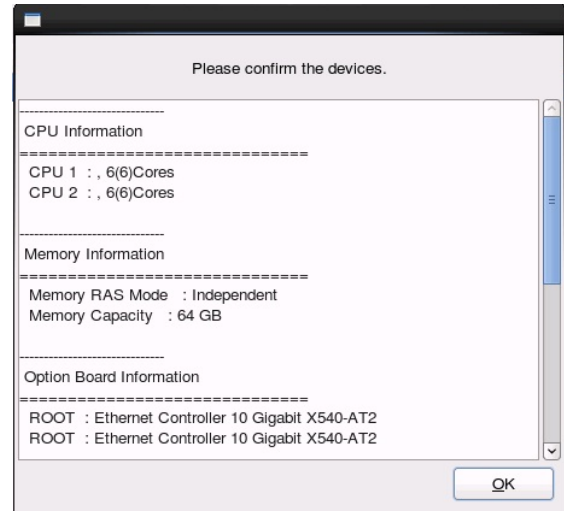 Please confirm the devices.
------------------------------
CPU Information
==============================
CPU 1 : , 6(6)Cores
CPU 2 : , 6(6)Cores
------------------------------
Memory Information
==============================
Memory RAS Mode : Independent
Memory Capacity : 64 GB
------------------------------
Option Board Information
==============================
ROOT : Ethernet Controller 10 Gigabit X540-AT2
ROOT : Ethernet Controller 10 Gigabit X540-AT2
OK